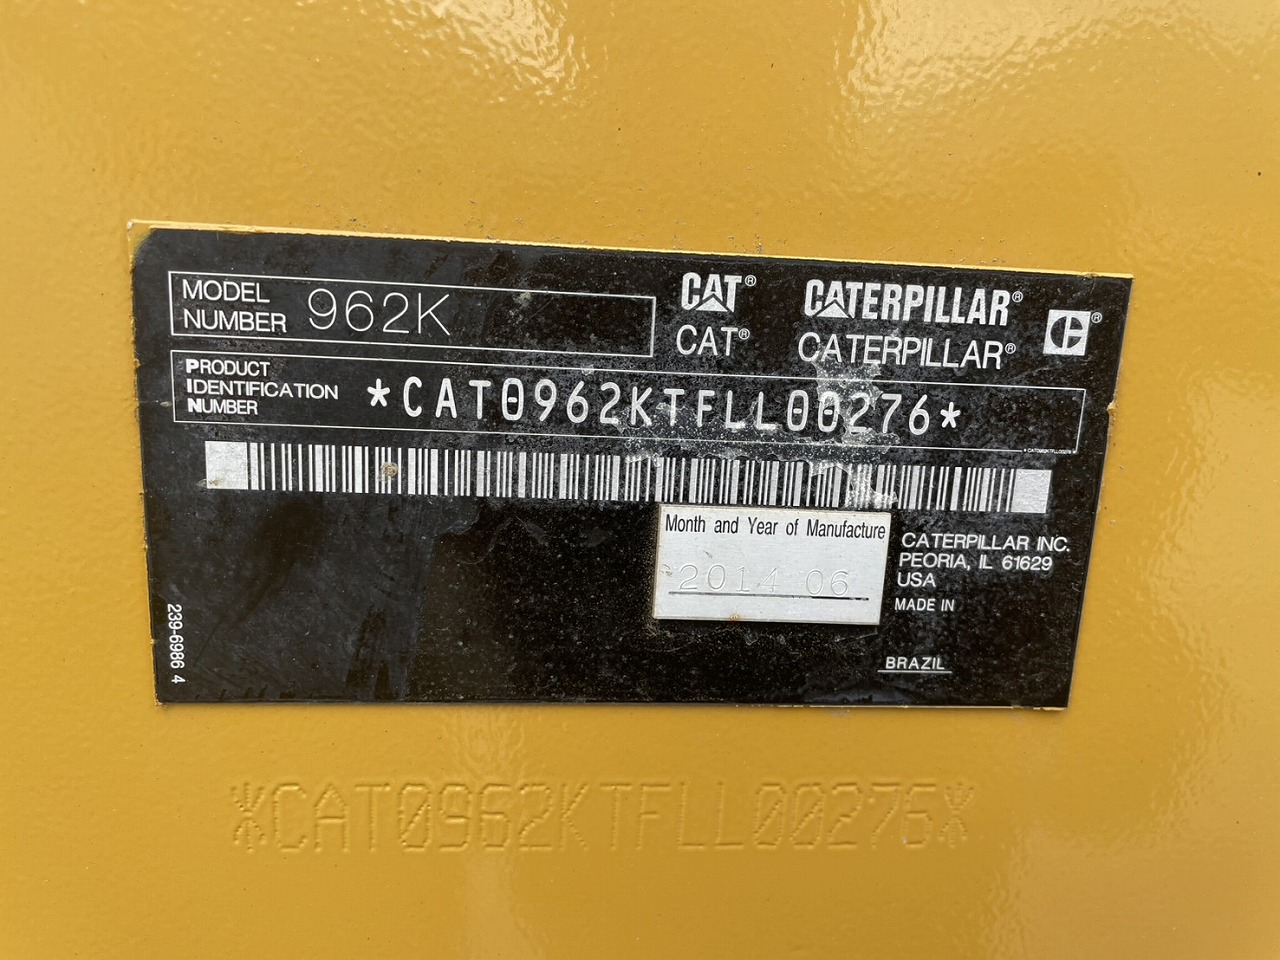 MODEL
NUMBER 962K
CAT® CATERPILLAR®
CAT® CATERPILLAR®
PRODUCT
IDENTIFICATION
NUMBER
*CAT0962KTFLL00276*
*CAT0962KTFLL00276*
Month and Year of Manufacture
2014 06
CATERPILLAR INC.
PEORIA, IL 61629
USA
MADE IN
BRAZIL
239-6986 4
*CAT0962KTFLL00276*